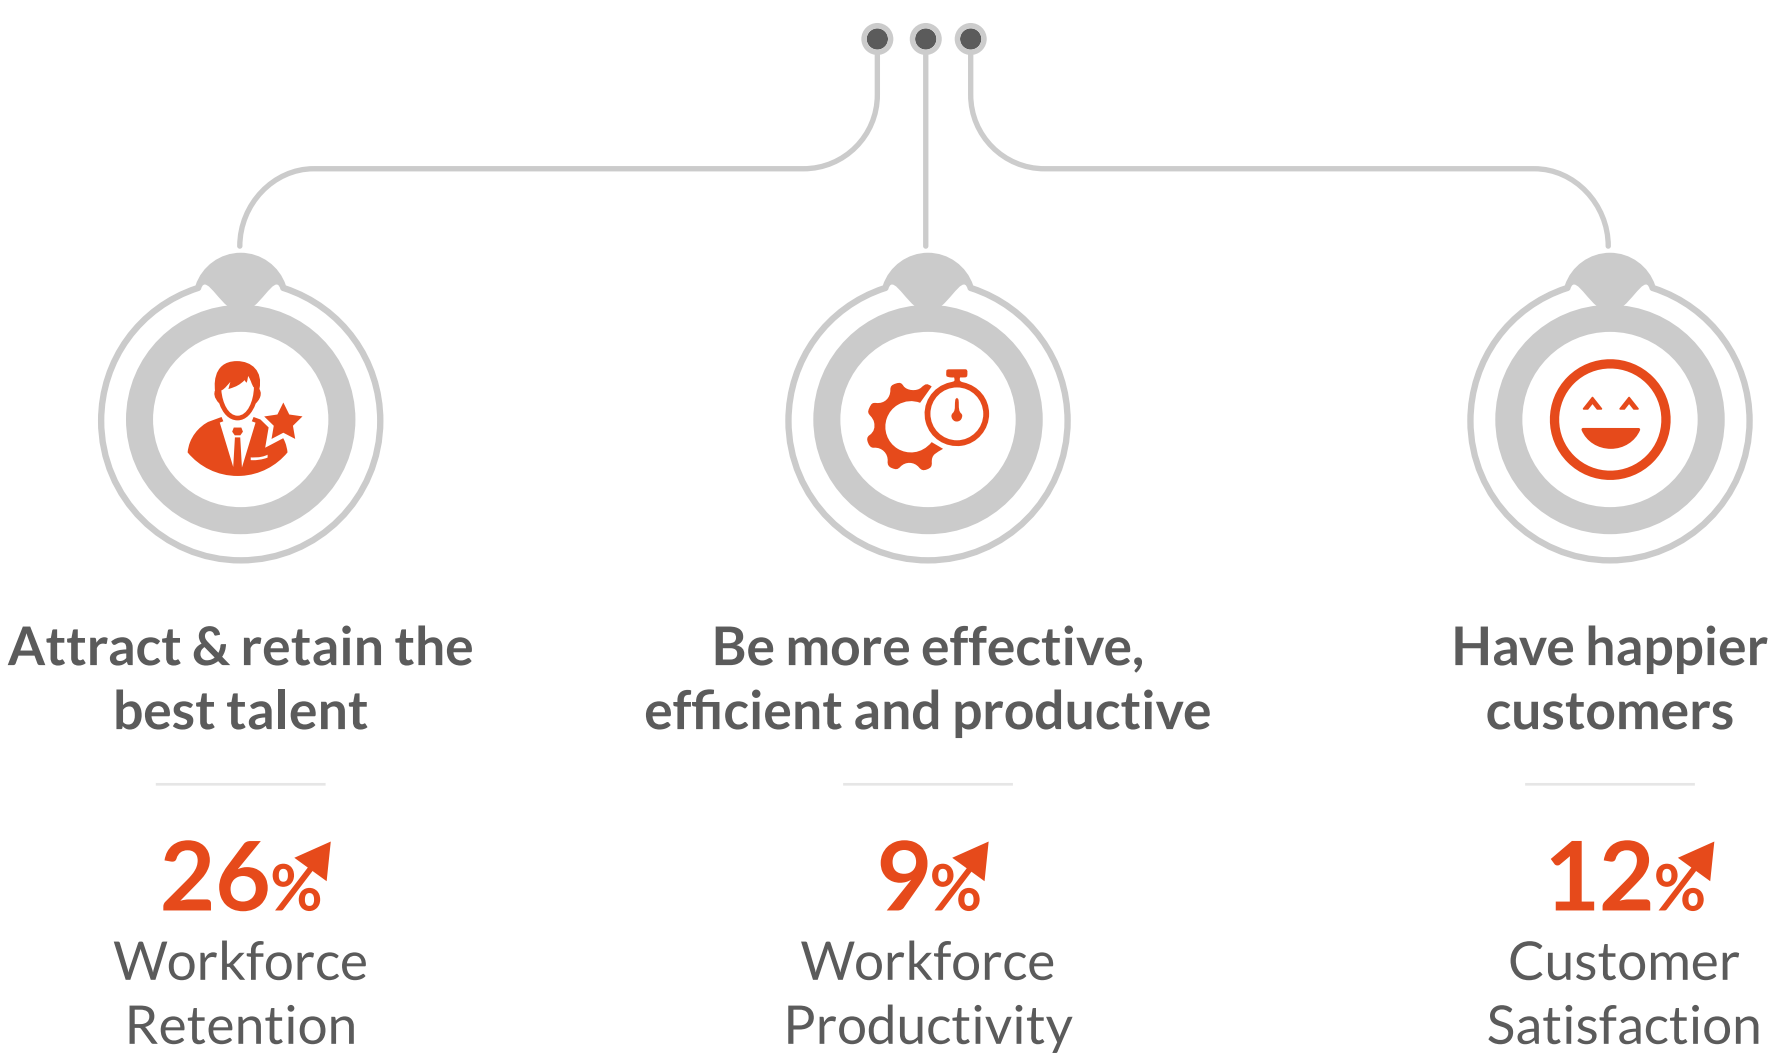 Attract & retain the
best talent
26%
Workforce
Retention
Be more effective,
efficient and productive
9%
Workforce
Productivity
Have happier
customers
12%
Customer
Satisfaction